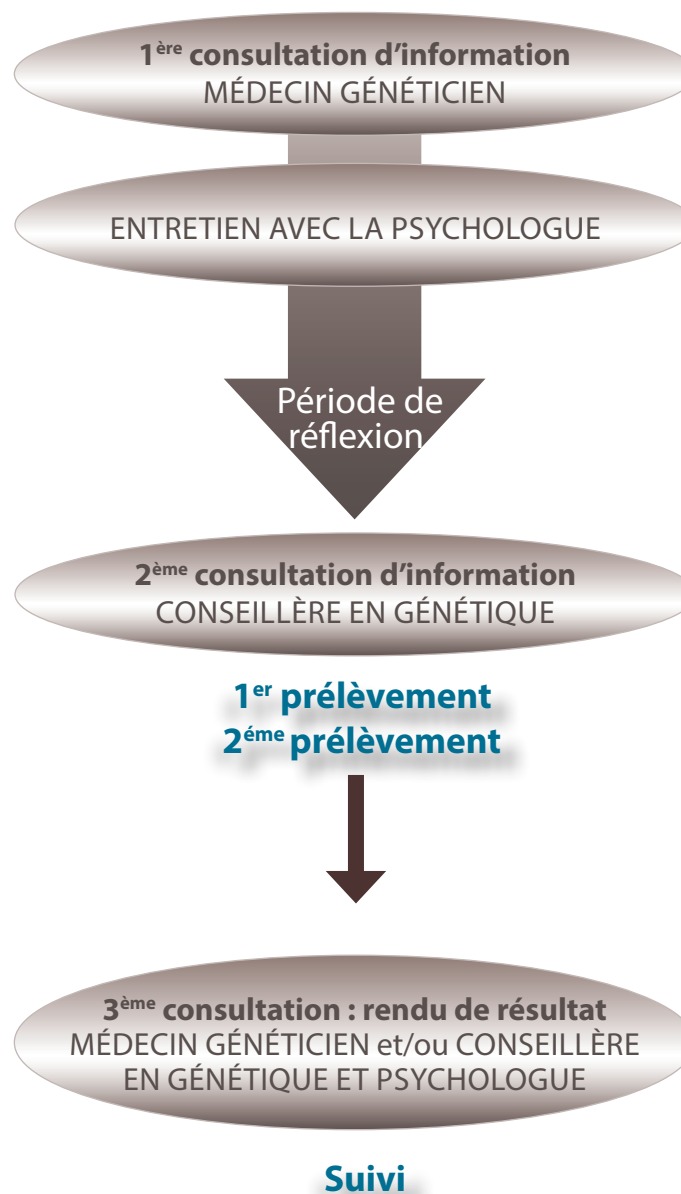 1ère consultation d’information
MÉDECIN GÉNÉTICIEN
ENTRETIEN AVEC LA PSYCHOLOGUE
Période de
réflexion
2ème consultation d’information
CONSEILLÈRE EN GÉNÉTIQUE
1er prélèvement
2éme prélèvement
3ème consultation : rendu de résultat
MÉDECIN GÉNÉTICIEN et/ou CONSEILLÈRE
EN GÉNÉTIQUE ET PSYCHOLOGUE
Suivi